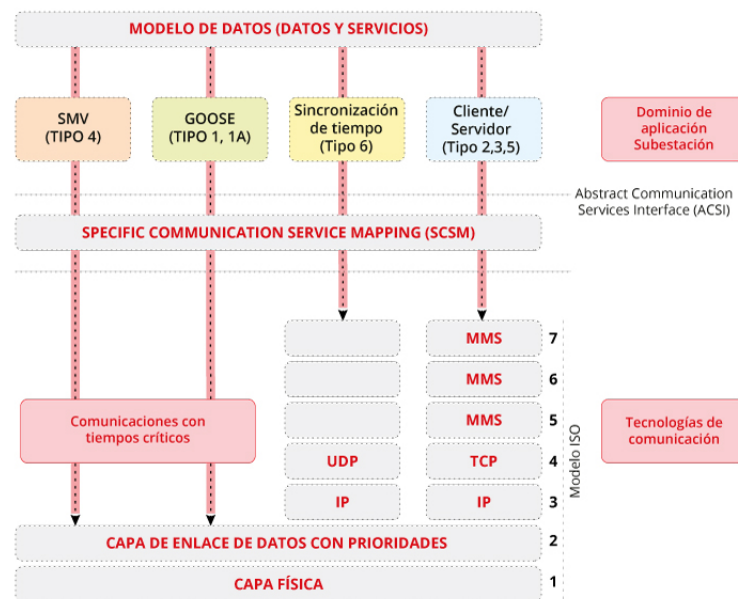 MODELO DE DATOS (DATOS Y SERVICIOS)
SMV
(TIPO 4)
GOOSE
(TIPO 1, 1A)
Sincronización
de tiempo
(Tipo 6)
Cliente/
Servidor
(Tipo 2,3,5)
Dominio de
aplicación
Subestación
Abstract Communication
Services Interface (ACSI)
SPECIFIC COMMUNICATION SERVICE MAPPING (SCSM)
MMS 7
MMS 6
MMS 5
Comunicaciones con
tiempos críticos
UDP TCP 4
IP IP 3
Modelo ISO
Tecnologías de
comunicación
CAPA DE ENLACE DE DATOS CON PRIORIDADES 2
CAPA FÍSICA 1